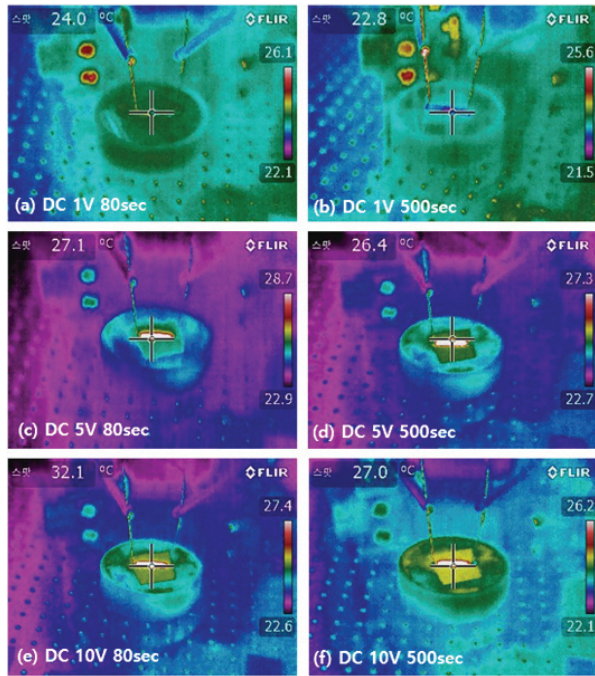 스팟 24.0 °C FLIR
26.1
22.1
(a) DC 1V 80sec
스팟 22.8 °C FLIR
25.6
21.5
(b) DC 1V 500sec
스팟 27.1 °C FLIR
28.7
22.9
(c) DC 5V 80sec
스팟 26.4 °C FLIR
27.3
22.7
(d) DC 5V 500sec
스팟 32.1 °C FLIR
27.4
22.6
(e) DC 10V 80sec
스팟 27.0 °C FLIR
26.2
22.1
(f) DC 10V 500sec